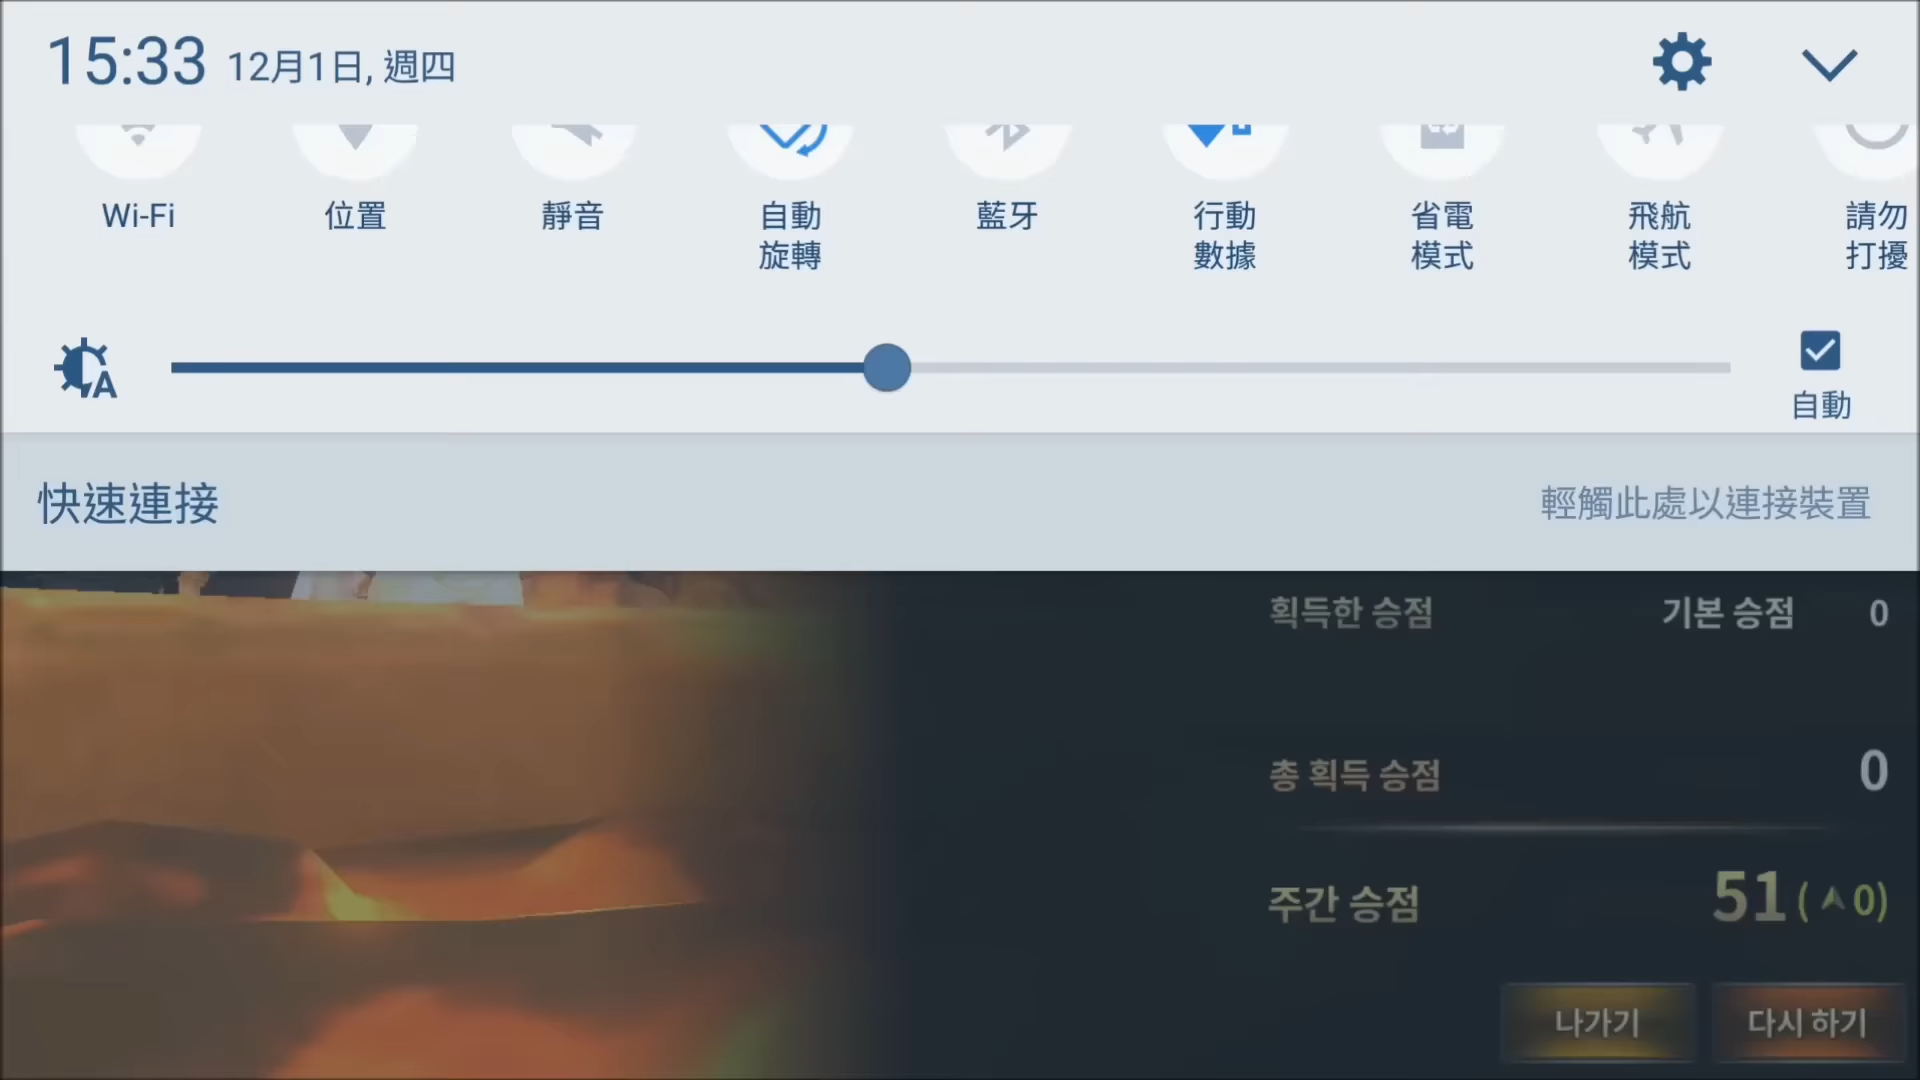 15:33 12月1日, 週四
Wi-Fi 位置 靜音 自動 藍牙 行動 省電 飛航 請勿
旋轉 數據 模式 模式 打擾
A
自動
快速連接 輕觸此處以連接裝置
획득한 승점 기본 승점 0
총 획득 승점 0
주간 승점 51 (▲0)
나가기 다시 하기